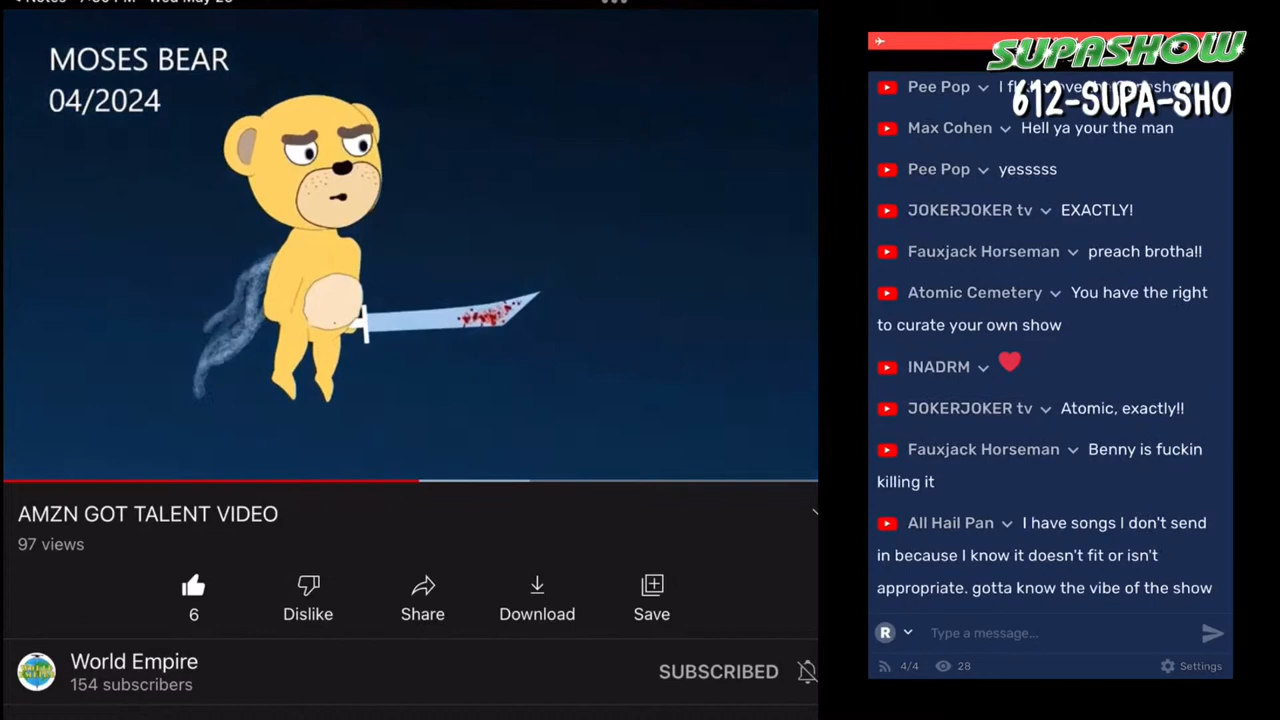 MOSES BEAR
04/2024
AMZN GOT TALENT VIDEO
97 views
6
Dislike
Share
Download
Save
World Empire
154 subscribers
SUBSCRIBED
SUPASHOW
612-SUPA-SHO
Pee Pop
Max Cohen Hell ya your the man
Pee Pop yesssss
JOKERJOKER tv EXACTLY!
Fauxjack Horseman preach brotha!!
Atomic Cemetery You have the right
to curate your own show
INADRM ❤
JOKERJOKER tv Atomic, exactly!!
Fauxjack Horseman Benny is fuckin
killing it
All Hail Pan I have songs I don't send
in because I know it doesn't fit or isn't
appropriate. gotta know the vibe of the show
R Type a message...
4/4 28 Settings